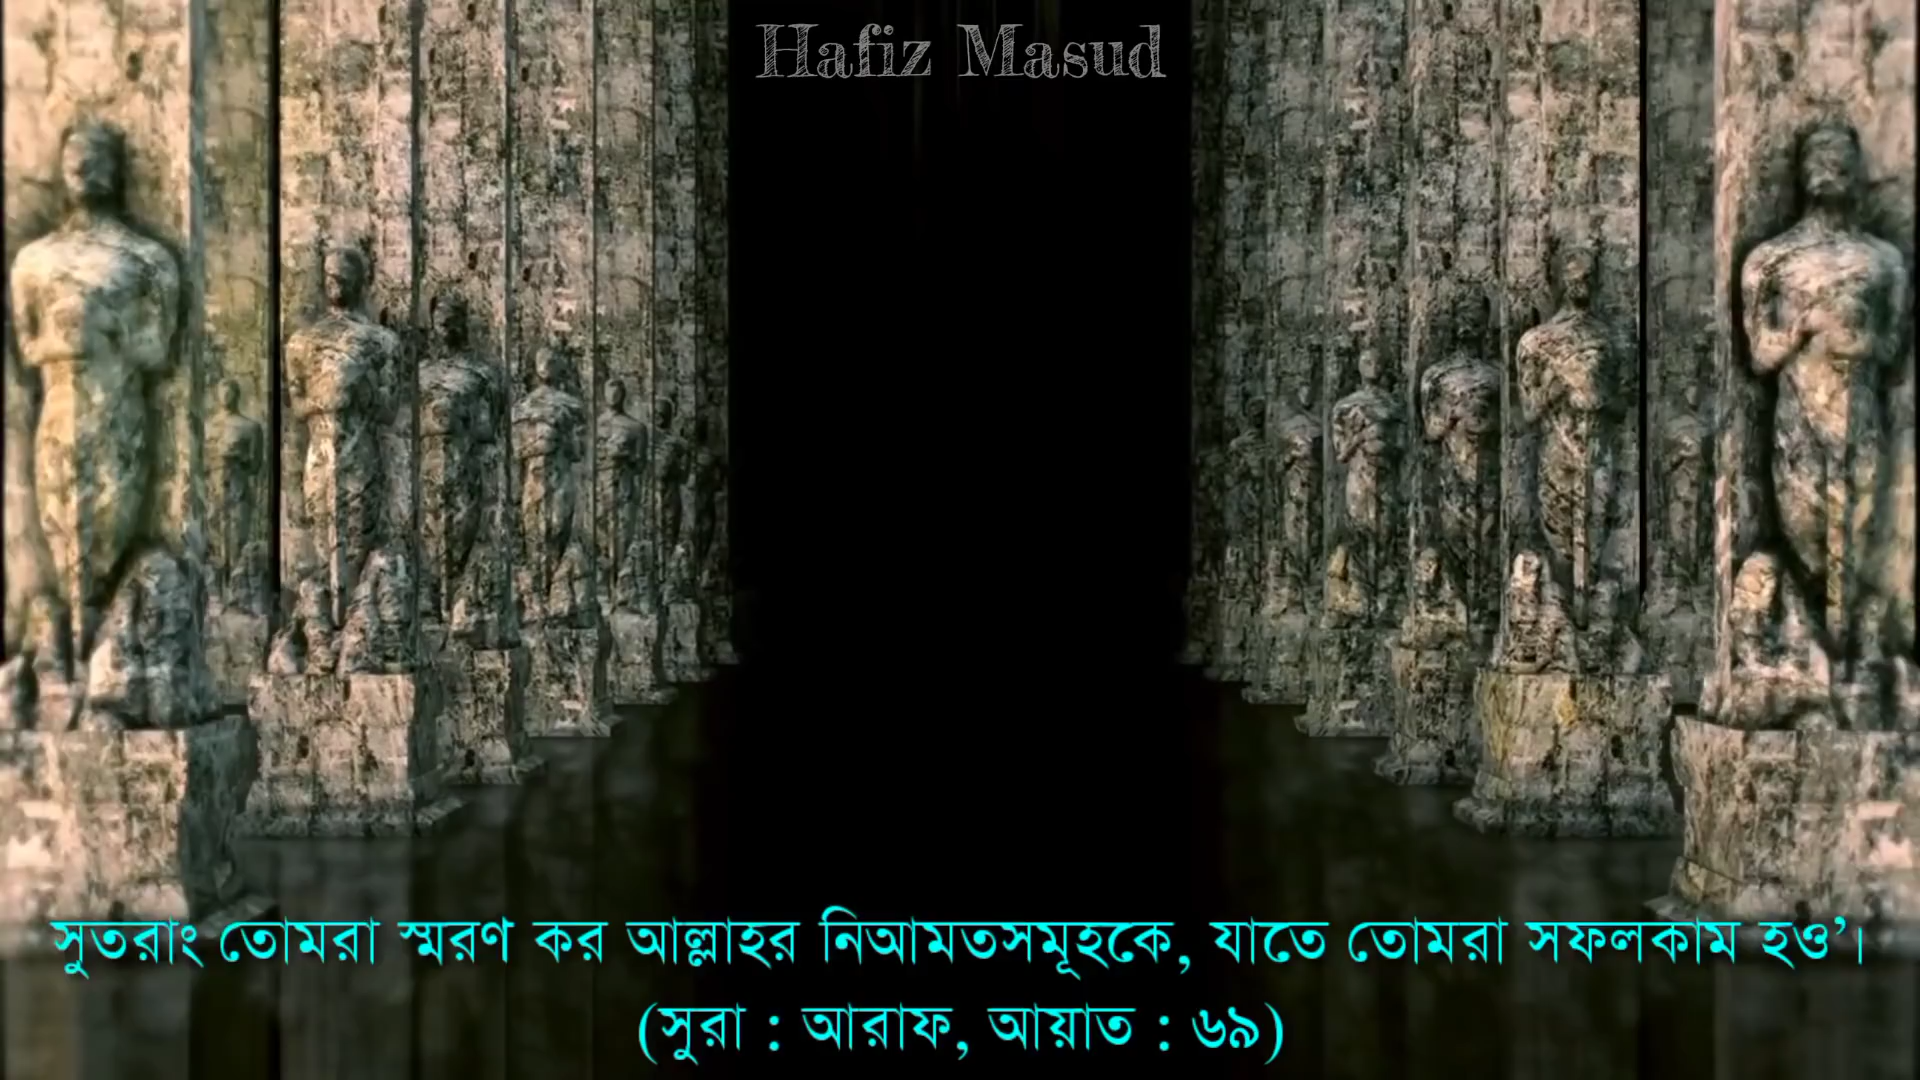 Hafiz Masud
সুতরাং তোমরা স্মরণ কর আল্লাহর নিআমতসমূহকে, যাতে তোমরা সফলকাম হও’।
(সুরা : আরাফ, আয়াত : ৬৯)